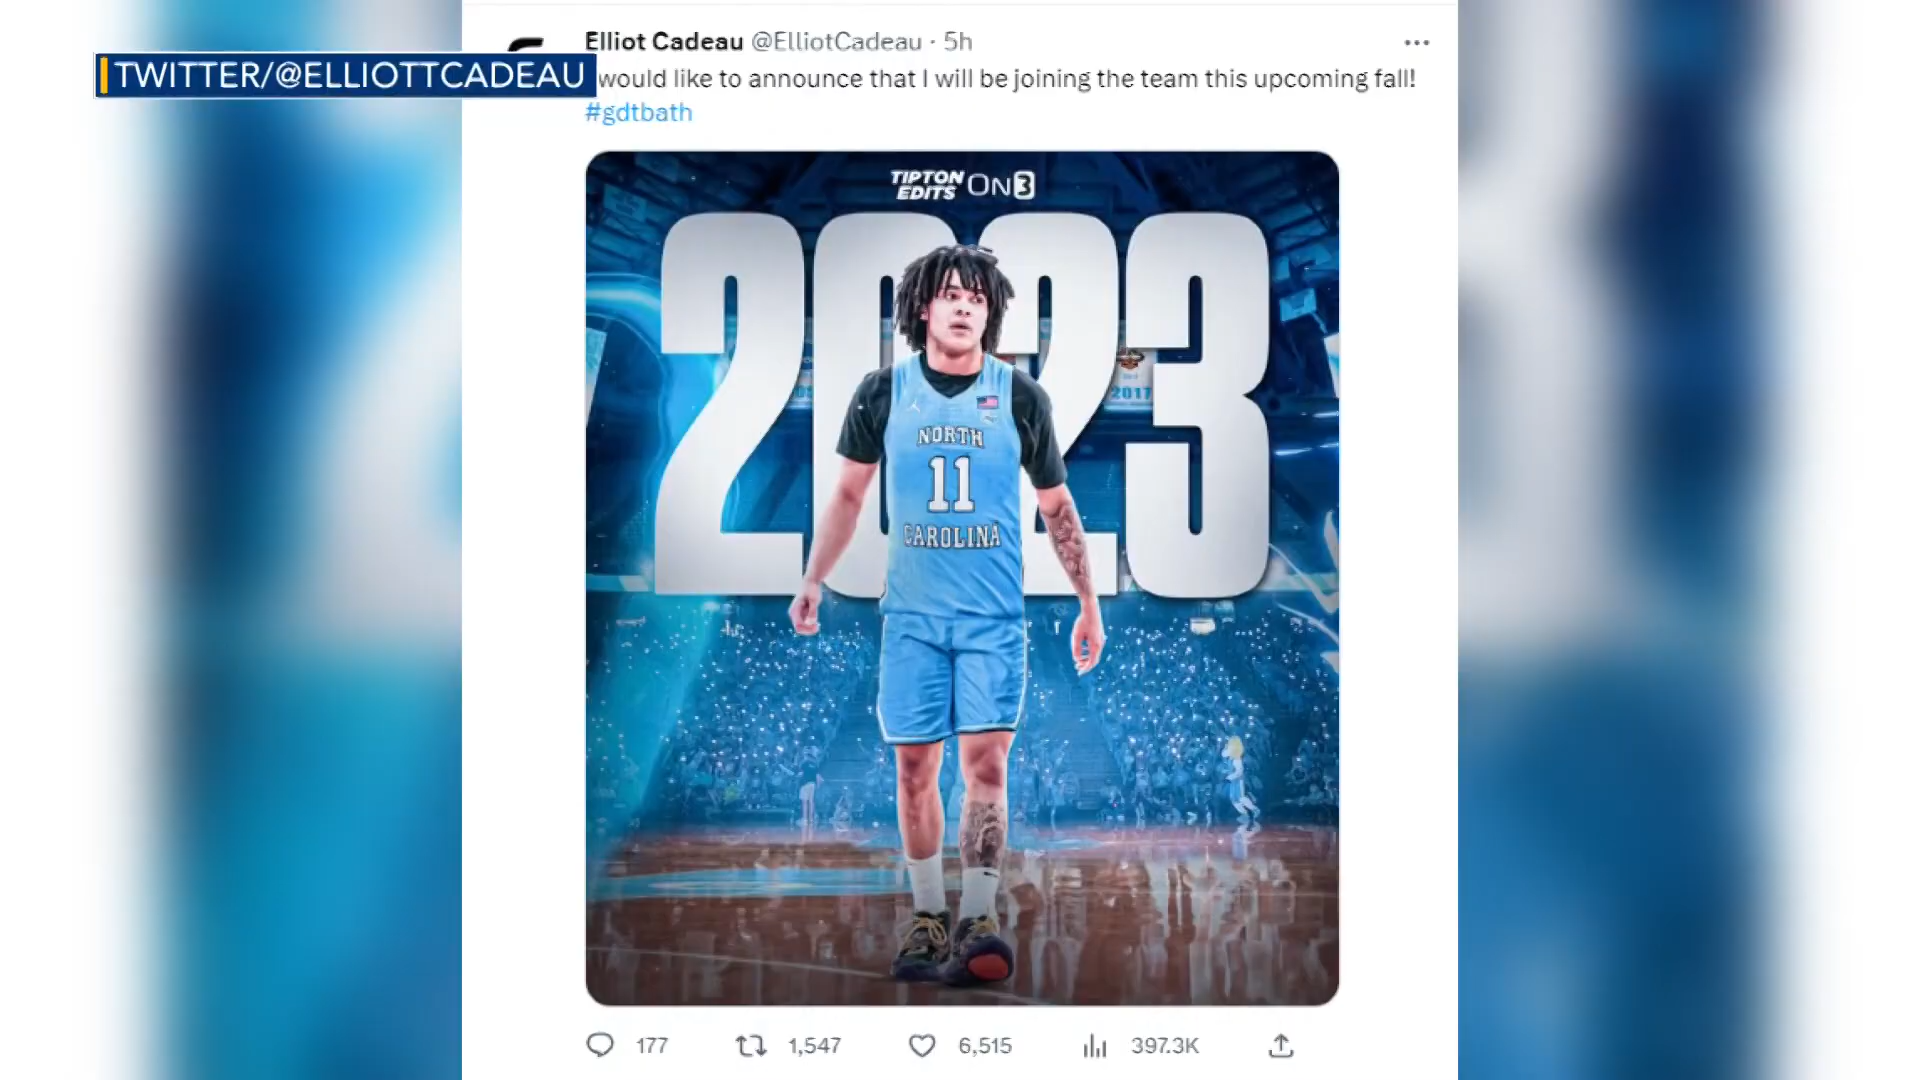 Elliot Cadeau @ElliotCadeau · 5h
TWITTER/@ELLIOTTCADEAU
would like to announce that I will be joining the team this upcoming fall!
#gdtbath
TIPTON
EDITS ON3
2023
2017
NORTH
11
CAROLINA
177 1,547 6,515 397.3K